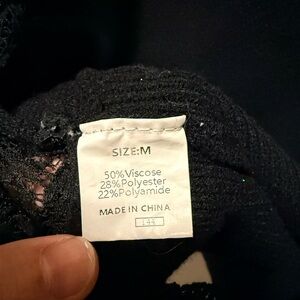 SIZE:M
50%Viscose
28%Polyester
22%Polyamide
MADE IN CHINA